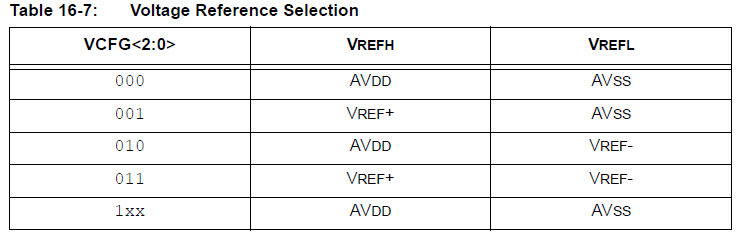 Table 16-7: Voltage Reference Selection
VCFG<2:0> VREFH VREFL
000 AVDD AVSS
001 VREF+ AVSS
010 AVDD VREF-
011 VREF+ VREF-
1xx AVDD AVSS